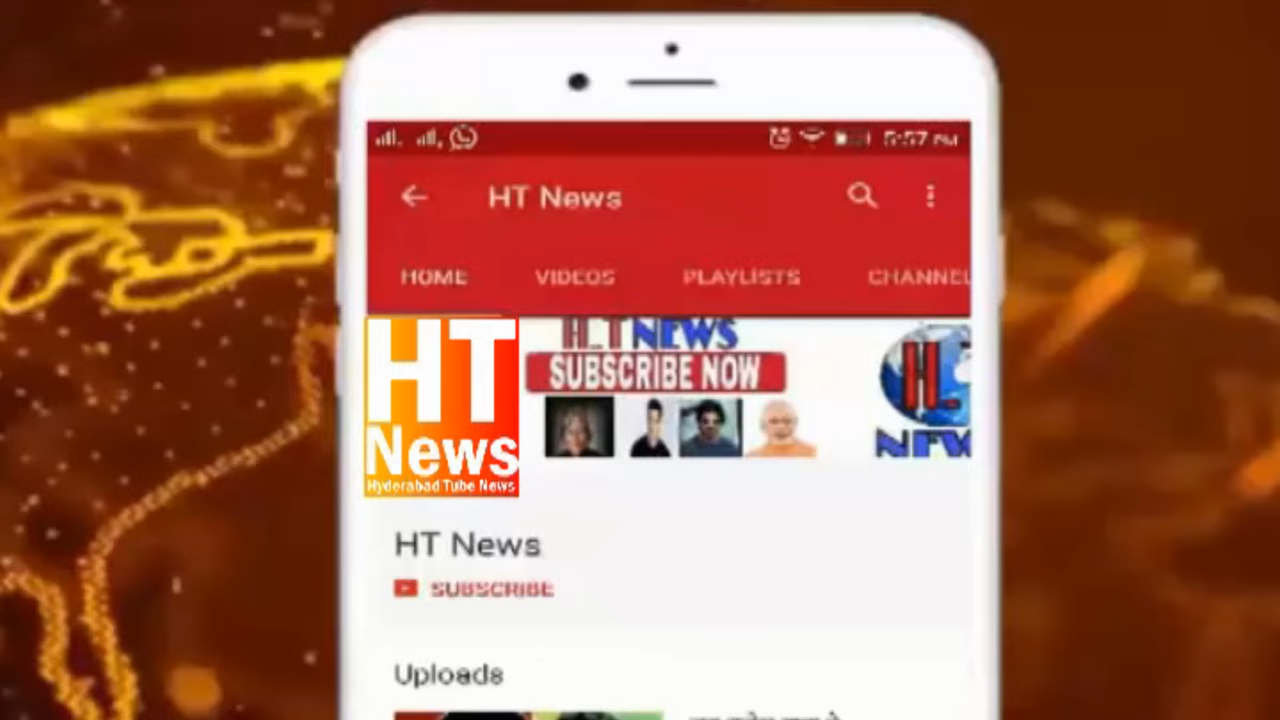 5:57 PM
HT News
HOME VIDEOS PLAYLISTS CHANNEL
HT
News
Hyderabad Tube News
H_T NEWS
SUBSCRIBE NOW
HT News
SUBSCRIBE
Uploads